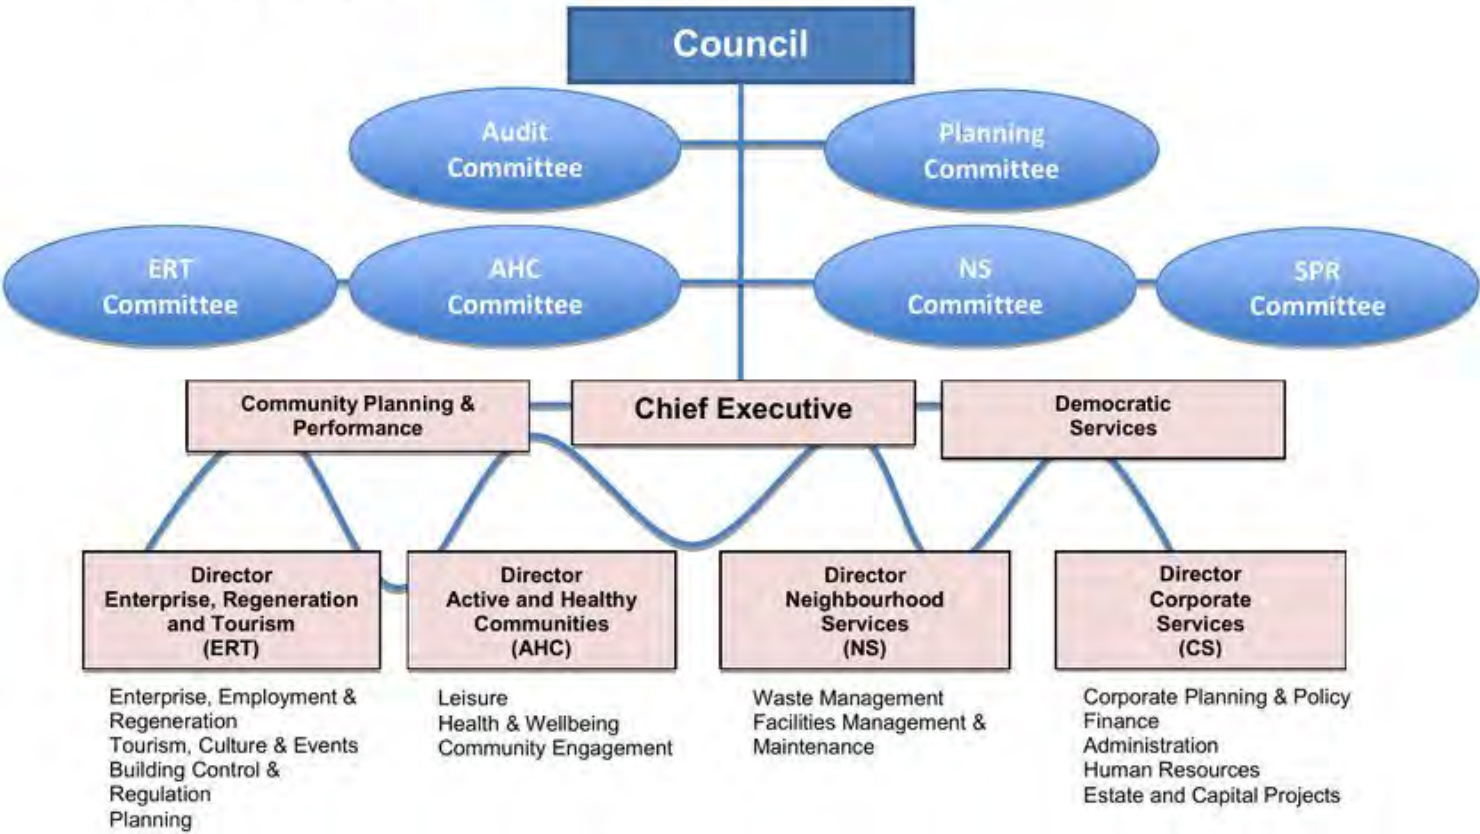 Council
Audit
Committee
Planning
Committee
ERT
Committee
AHC
Committee
NS
Committee
SPR
Committee
Community Planning &
Performance
Chief Executive
Democratic
Services
Director
Enterprise, Regeneration
and Tourism
(ERT)
Director
Active and Healthy
Communities
(AHC)
Director
Neighbourhood
Services
(NS)
Director
Corporate
Services
(CS)
Enterprise, Employment &
Regeneration
Tourism, Culture & Events
Building Control &
Regulation
Planning
Leisure
Health & Wellbeing
Community Engagement
Waste Management
Facilities Management &
Maintenance
Corporate Planning & Policy
Finance
Administration
Human Resources
Estate and Capital Projects